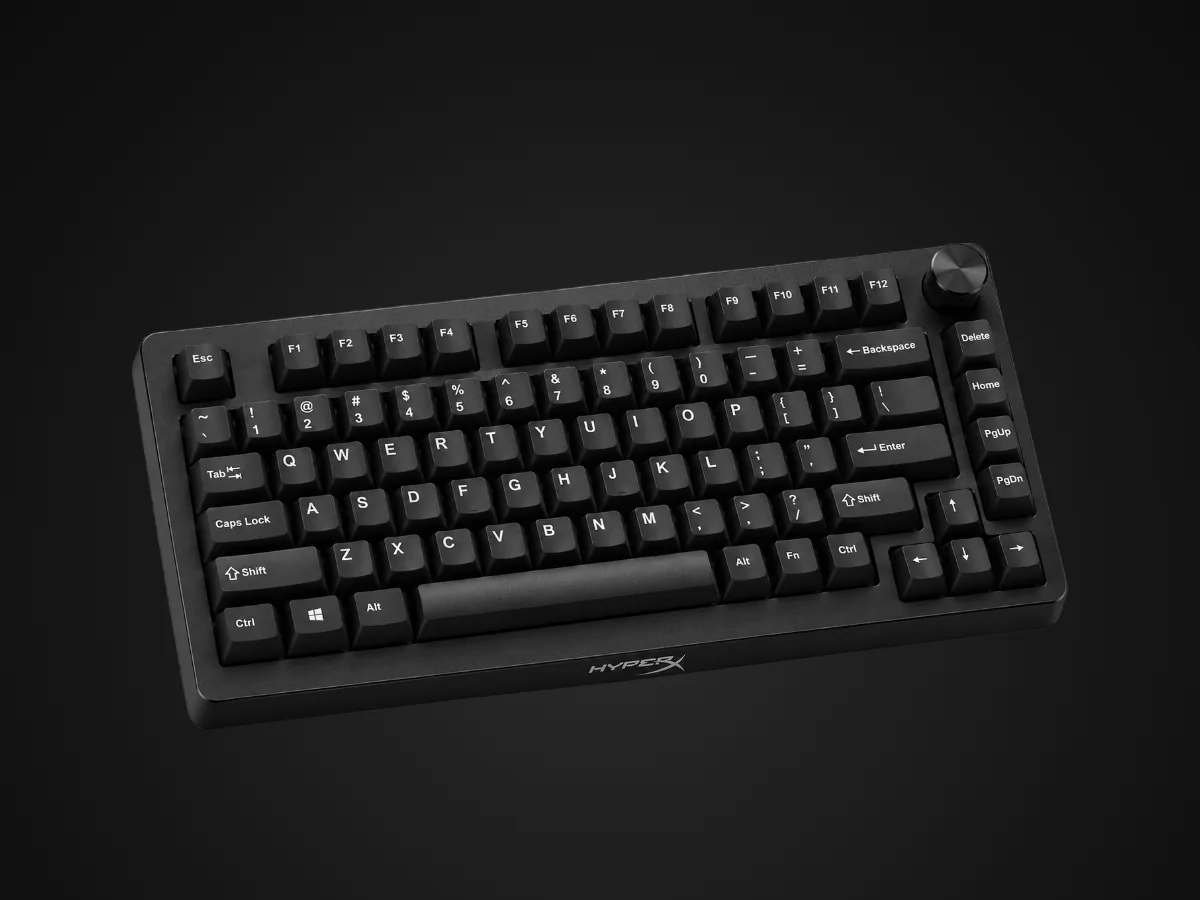 Esc F1 F2 F3 F4 F5 F6 F7 F8 F9 F10 F11 F12
~ ! @ # $ % ^ & * ( ) — + ← Backspace Delete
` 1 2 3 4 5 6 7 8 9 0 – =
Tab Q W E R T Y U I O P { } | Home
[ ] \
Caps Lock A S D F G H J K L : " ↵ Enter PgUp
; '
⇧ Shift Z X C V B N M < > ? ⇧ Shift PgDn
, . /
Ctrl Alt Alt Fn Ctrl ← ↑ ↓ →
HYPERX